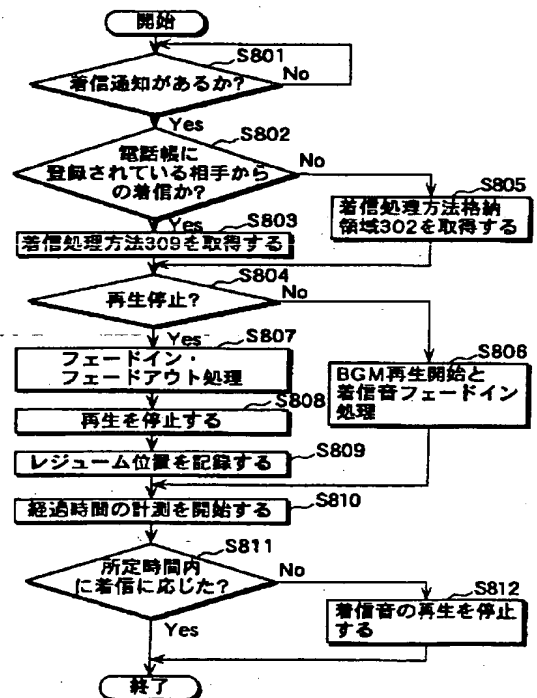 開始
S801
着信通知があるか?
No
Yes
S802
電話帳に
登録されている相手から
の着信か?
No
Yes
S803
着信処理方法309を取得する
S805
着信処理方法格納
領域302を取得する
S804
再生停止?
No
Yes
S807
フェードイン・
フェードアウト処理
S806
BGM再生開始と
着信音フェードイン
処理
S808
再生を停止する
S809
レジューム位置を記録する
S810
経過時間の計測を開始する
S811
所定時間内
に着信に応じた?
No
Yes
S812
着信音の再生を停止
する
終了